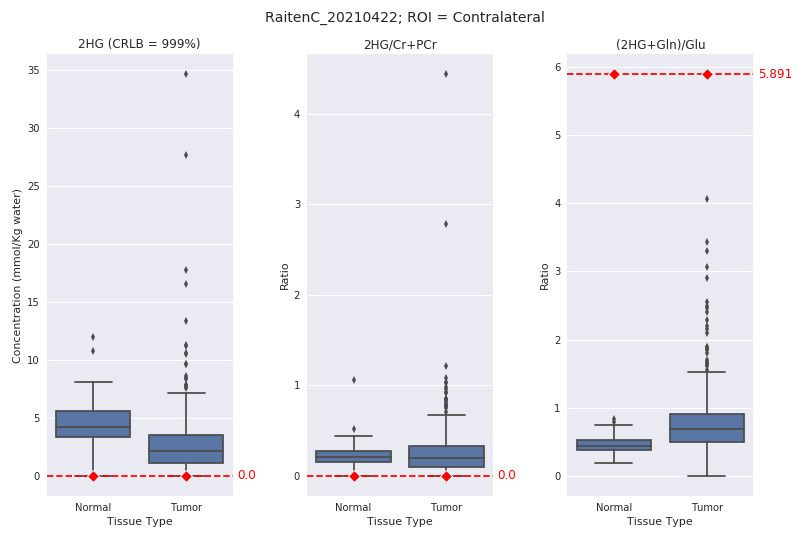 RaitenC_20210422; ROI = Contralateral
2HG (CRLB = 999%)
Concentration (mmol/Kg water)
35
30
25
20
15
10
5
0
0.0
Normal Tumor
Tissue Type
2HG/Cr+PCr
Ratio
4
3
2
1
0
0.0
Normal Tumor
Tissue Type
(2HG+Gln)/Glu
Ratio
6
5.891
5
4
3
2
1
0
Normal Tumor
Tissue Type